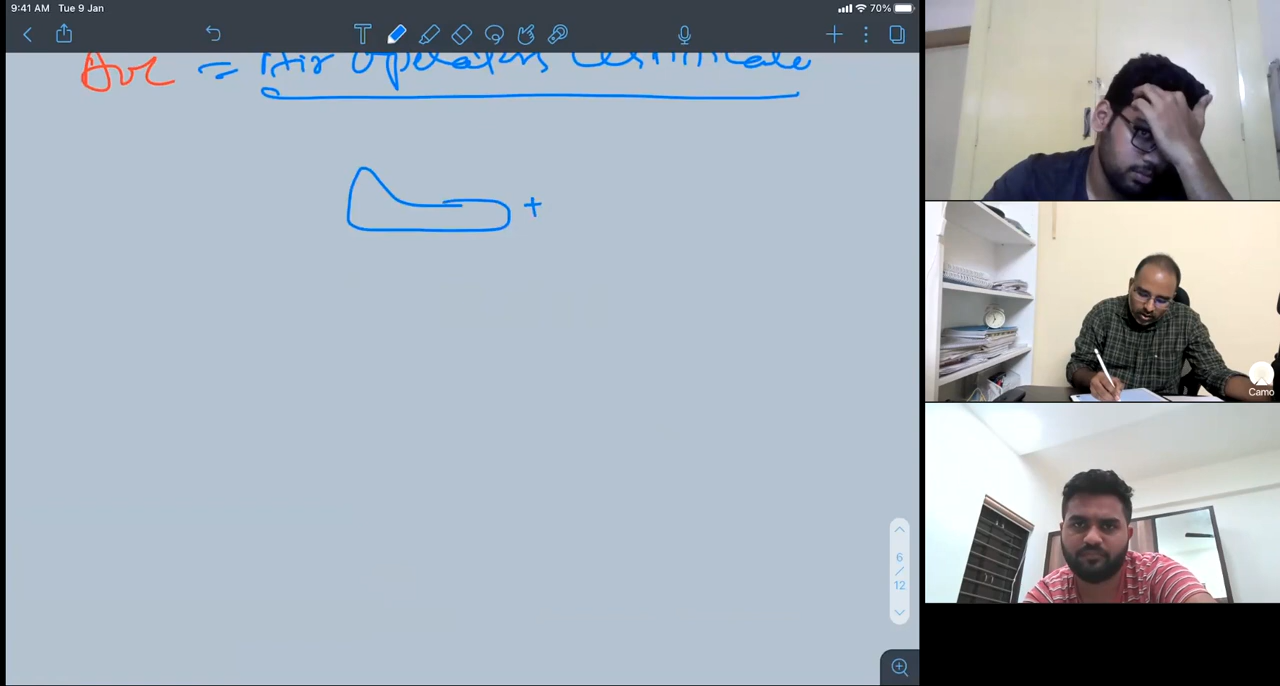 9:41 AM Tue 9 Jan
70%
AOC = Air Operators Certificate
+
6
/
12
Camo